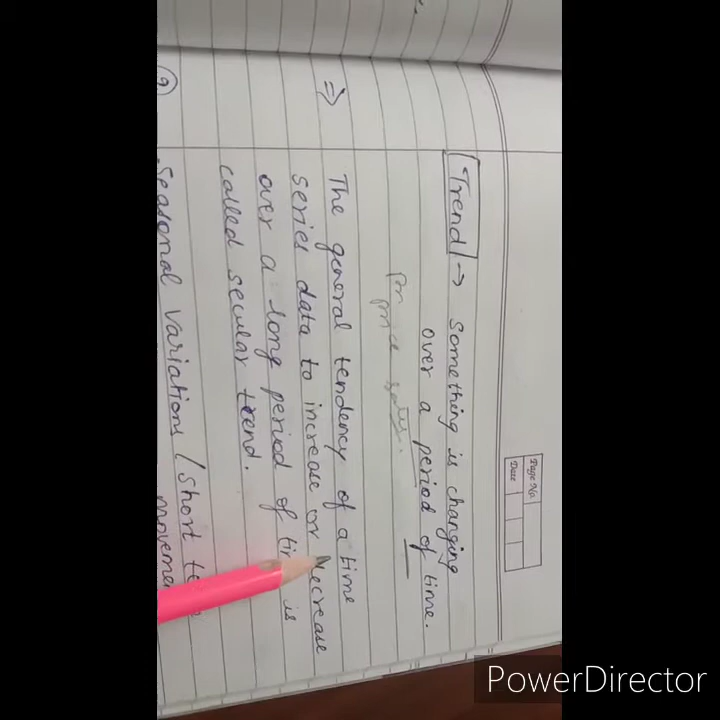 Page No.
Date
Trend → Something is changing
over a period of time.
⇒ The general tendency of a time
series data to increase or decrease
over a long period of is
called secular trend.
② Seasonal variations / Short
PowerDirector